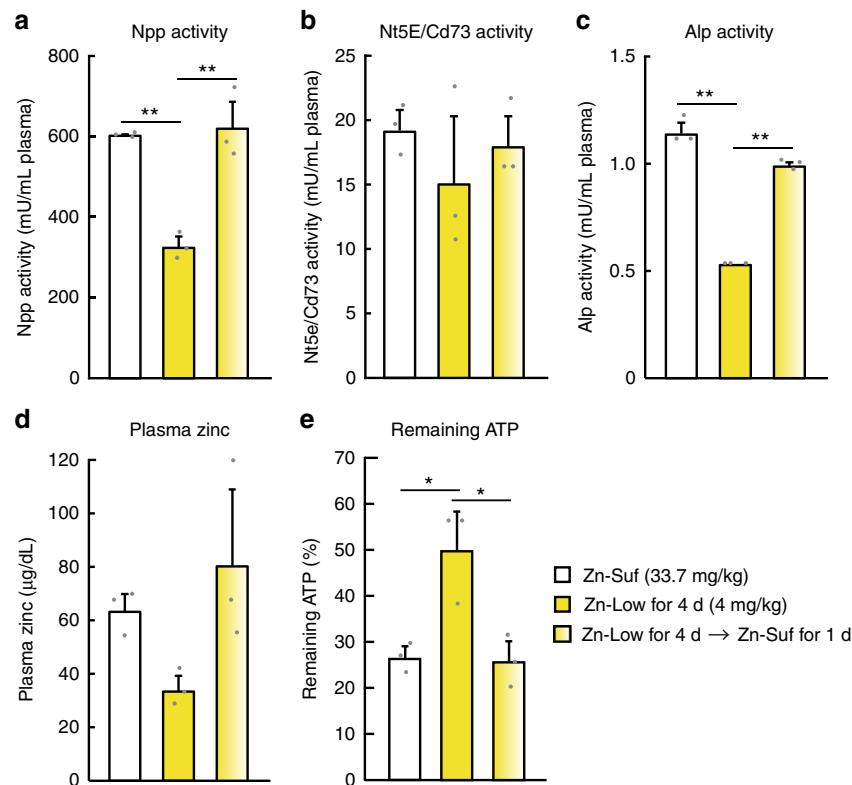 a
Npp activity
Npp activity (mU/mL plasma)
800
600
400
200
0
**
**
b
Nt5E/Cd73 activity
Nt5e/Cd73 activity (mU/mL plasma)
25
20
15
10
5
0
c
Alp activity
Alp activity (mU/mL plasma)
1.5
1.0
0.5
0
**
**
d
Plasma zinc
Plasma zinc (µg/dL)
120
100
80
60
40
20
0
e
Remaining ATP
Remaining ATP (%)
70
60
50
40
30
20
10
0
*
*
Zn-Suf (33.7 mg/kg)
Zn-Low for 4 d (4 mg/kg)
Zn-Low for 4 d → Zn-Suf for 1 d